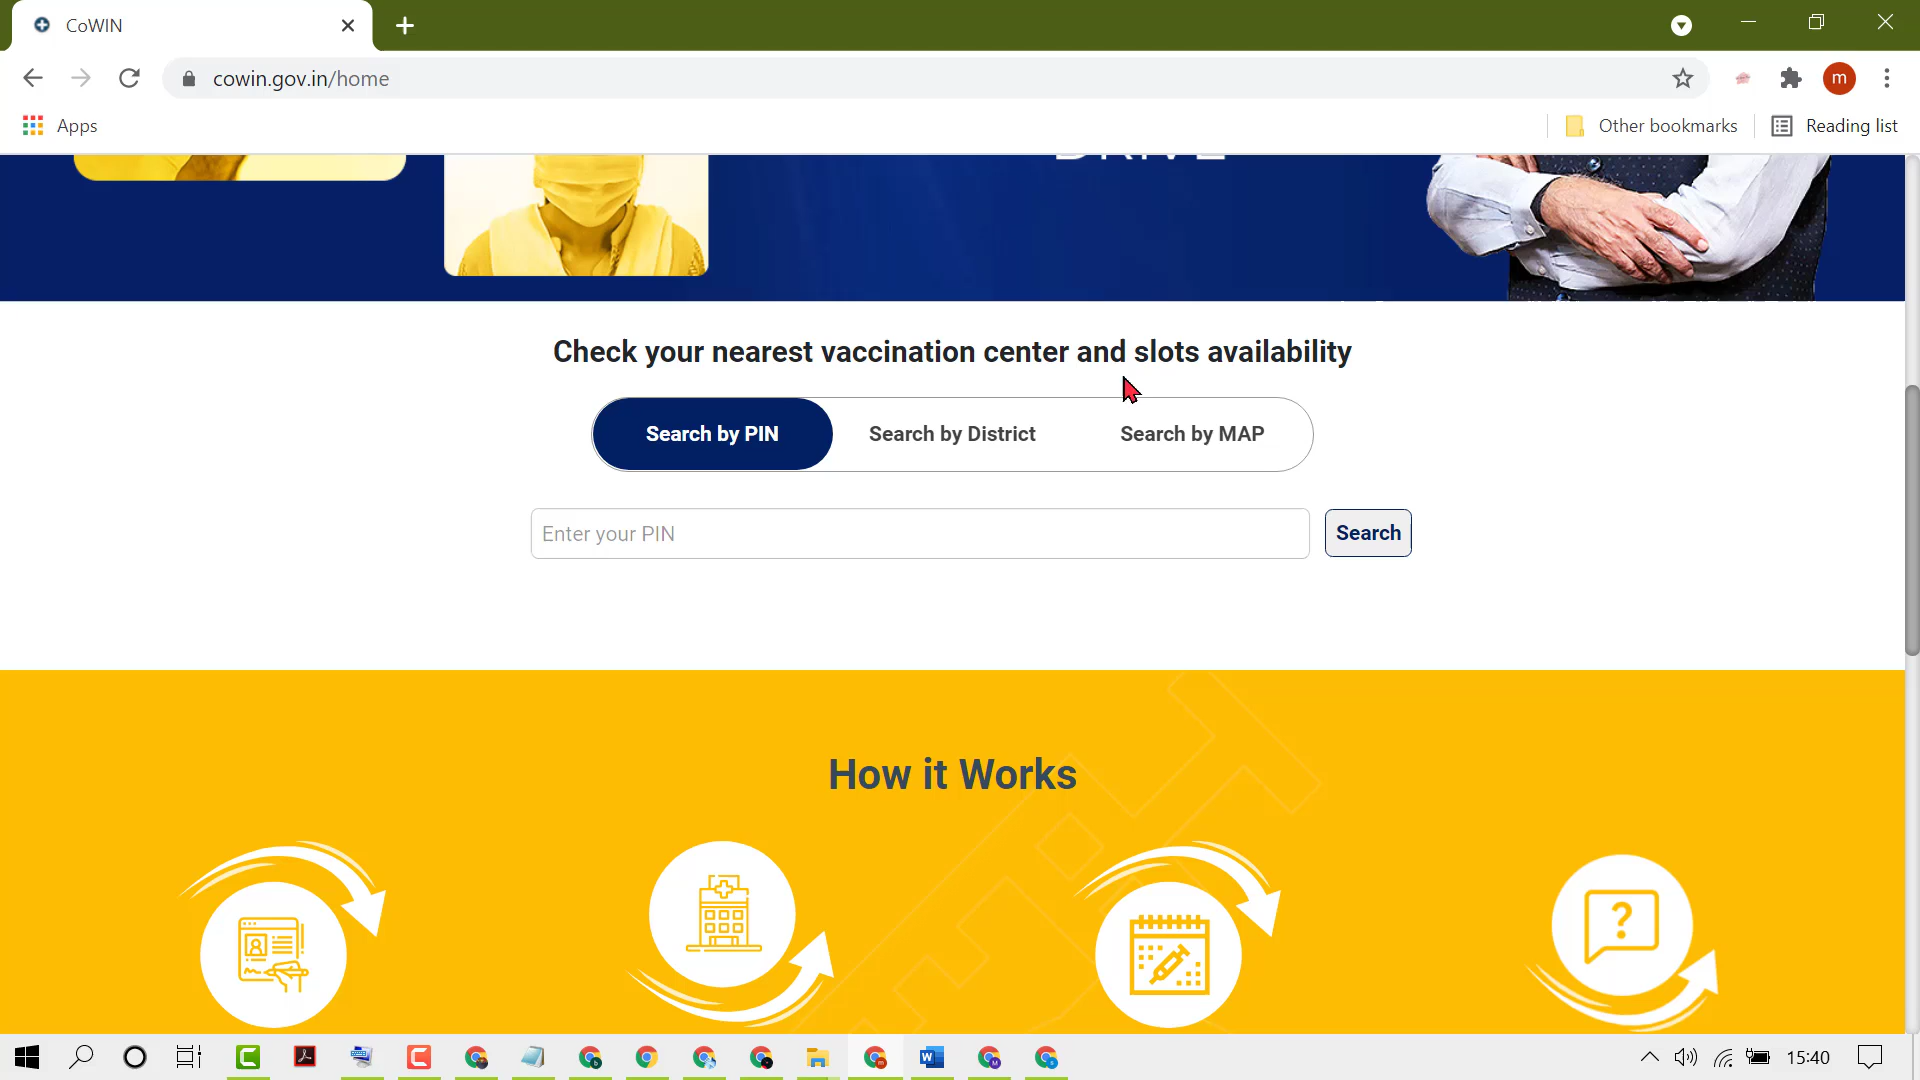 CoWIN
cowin.gov.in/home
m
Apps
Other bookmarks
Reading list
DRIVE
Check your nearest vaccination center and slots availability
Search by PIN
Search by District
Search by MAP
Enter your PIN
Search
How it Works
?
15:40